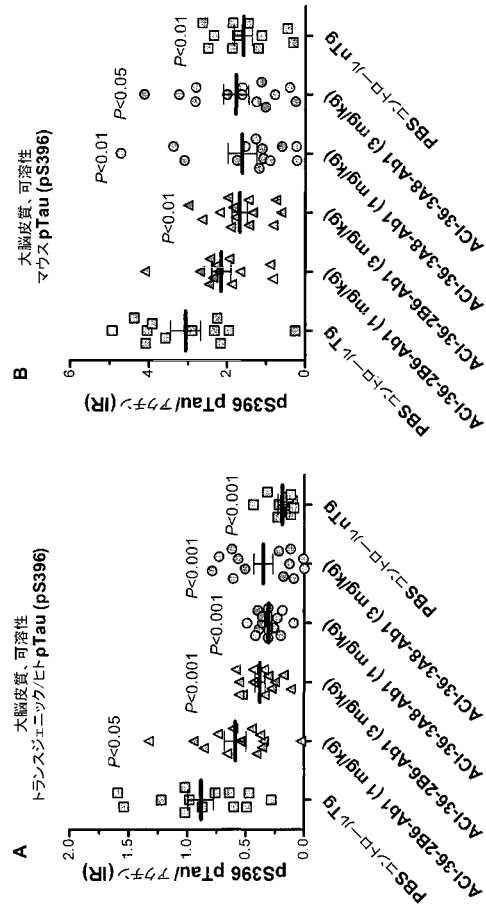 A
大脳皮質、可溶性
トランスジェニック/ヒト pTau (pS396)
pS396 pTau/アクチン (IR)
2.0
1.5
1.0
0.5
0.0
P<0.05
P<0.001
P<0.001
P<0.001
P<0.001
PBSコントロール Tg
ACI-36-2B6-Ab1 (1 mg/kg)
ACI-36-2B6-Ab1 (3 mg/kg)
ACI-36-3A8-Ab1 (1 mg/kg)
ACI-36-3A8-Ab1 (3 mg/kg)
PBSコントロール nTg
B
大脳皮質、可溶性
マウス pTau (pS396)
pS396 pTau/アクチン (IR)
6
4
2
0
P<0.01
P<0.01
P<0.05
P<0.01
PBSコントロール Tg
ACI-36-2B6-Ab1 (1 mg/kg)
ACI-36-2B6-Ab1 (3 mg/kg)
ACI-36-3A8-Ab1 (1 mg/kg)
ACI-36-3A8-Ab1 (3 mg/kg)
PBSコントロール nTg